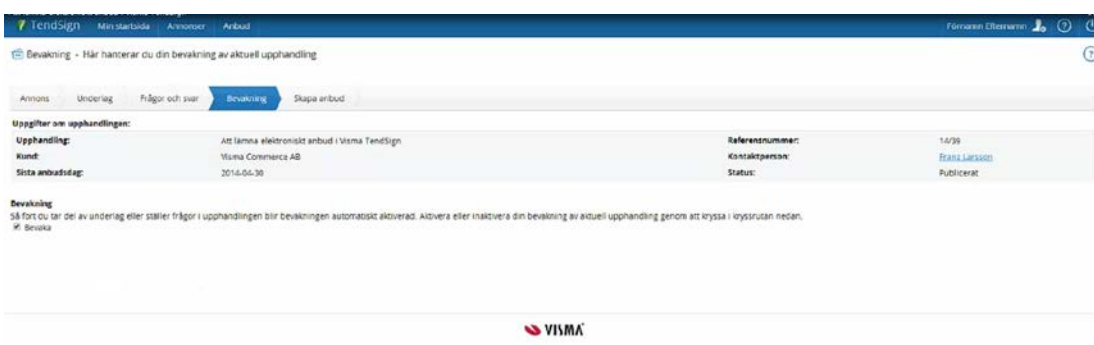 TendSign Min startsida Annonser Anbud Förnamn Efternamn
Bevakning - Här hanterar du din bevakning av aktuell upphandling
Annons Underlag Frågor och svar Bevakning Skapa anbud
Uppgifter om upphandlingen:
Upphandling: Att lämna elektroniskt anbud i Visma TendSign Referensnummer: 14/39
Kund: Visma Commerce AB Kontaktperson: Franz Larsson
Sista anbudsdag: 2014-04-30 Status: Publicerat
Bevakning
Så fort du tar del av underlag eller ställer frågor i upphandlingen blir bevakningen automatiskt aktiverad. Aktivera eller inaktivera din bevakning av aktuell upphandling genom att kryssa i kryssrutan nedan.
Bevaka
VISMA